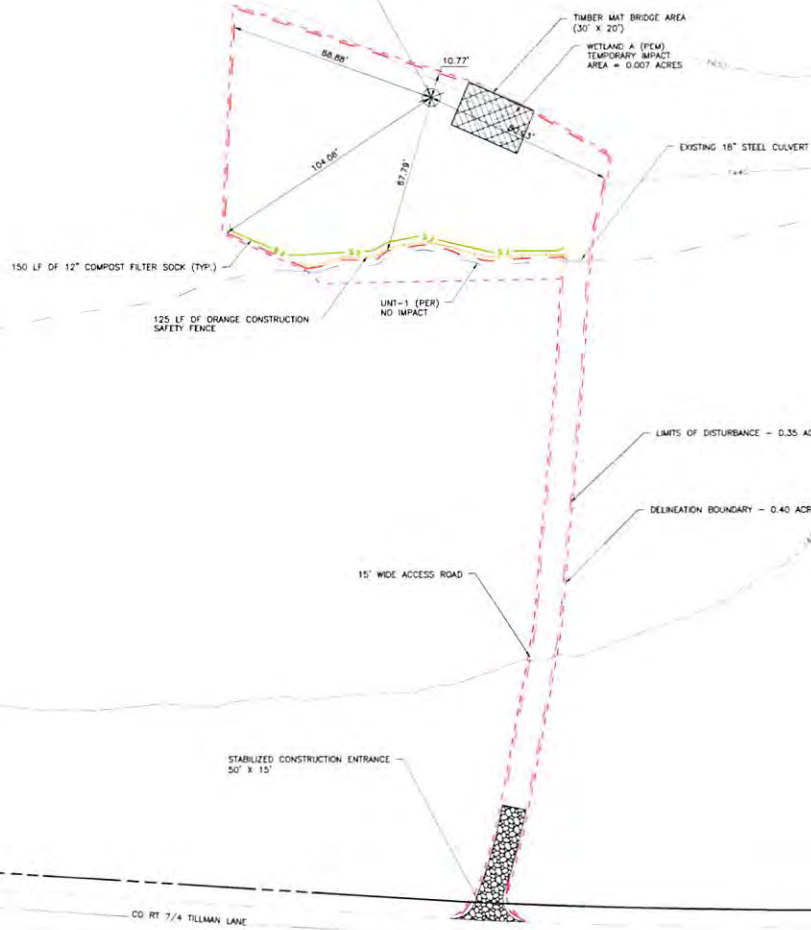 TIMBER MAT BRIDGE AREA
(30' X 20')
WETLAND A (PEM)
TEMPORARY IMPACT
AREA = 0.007 ACRES
88.88'
10.77'
104.08'
EXISTING 18" STEEL CULVERT
150 LF OF 12" COMPOST FILTER SOCK (TYP.)
125 LF OF ORANGE CONSTRUCTION
SAFETY FENCE
UNT-1 (PER)
NO IMPACT
LIMITS OF DISTURBANCE - 0.35 AC
DELINEATION BOUNDARY - 0.40 ACR
15' WIDE ACCESS ROAD
STABILIZED CONSTRUCTION ENTRANCE
50' X 15'
CO RT 7/4 TILLMAN LANE